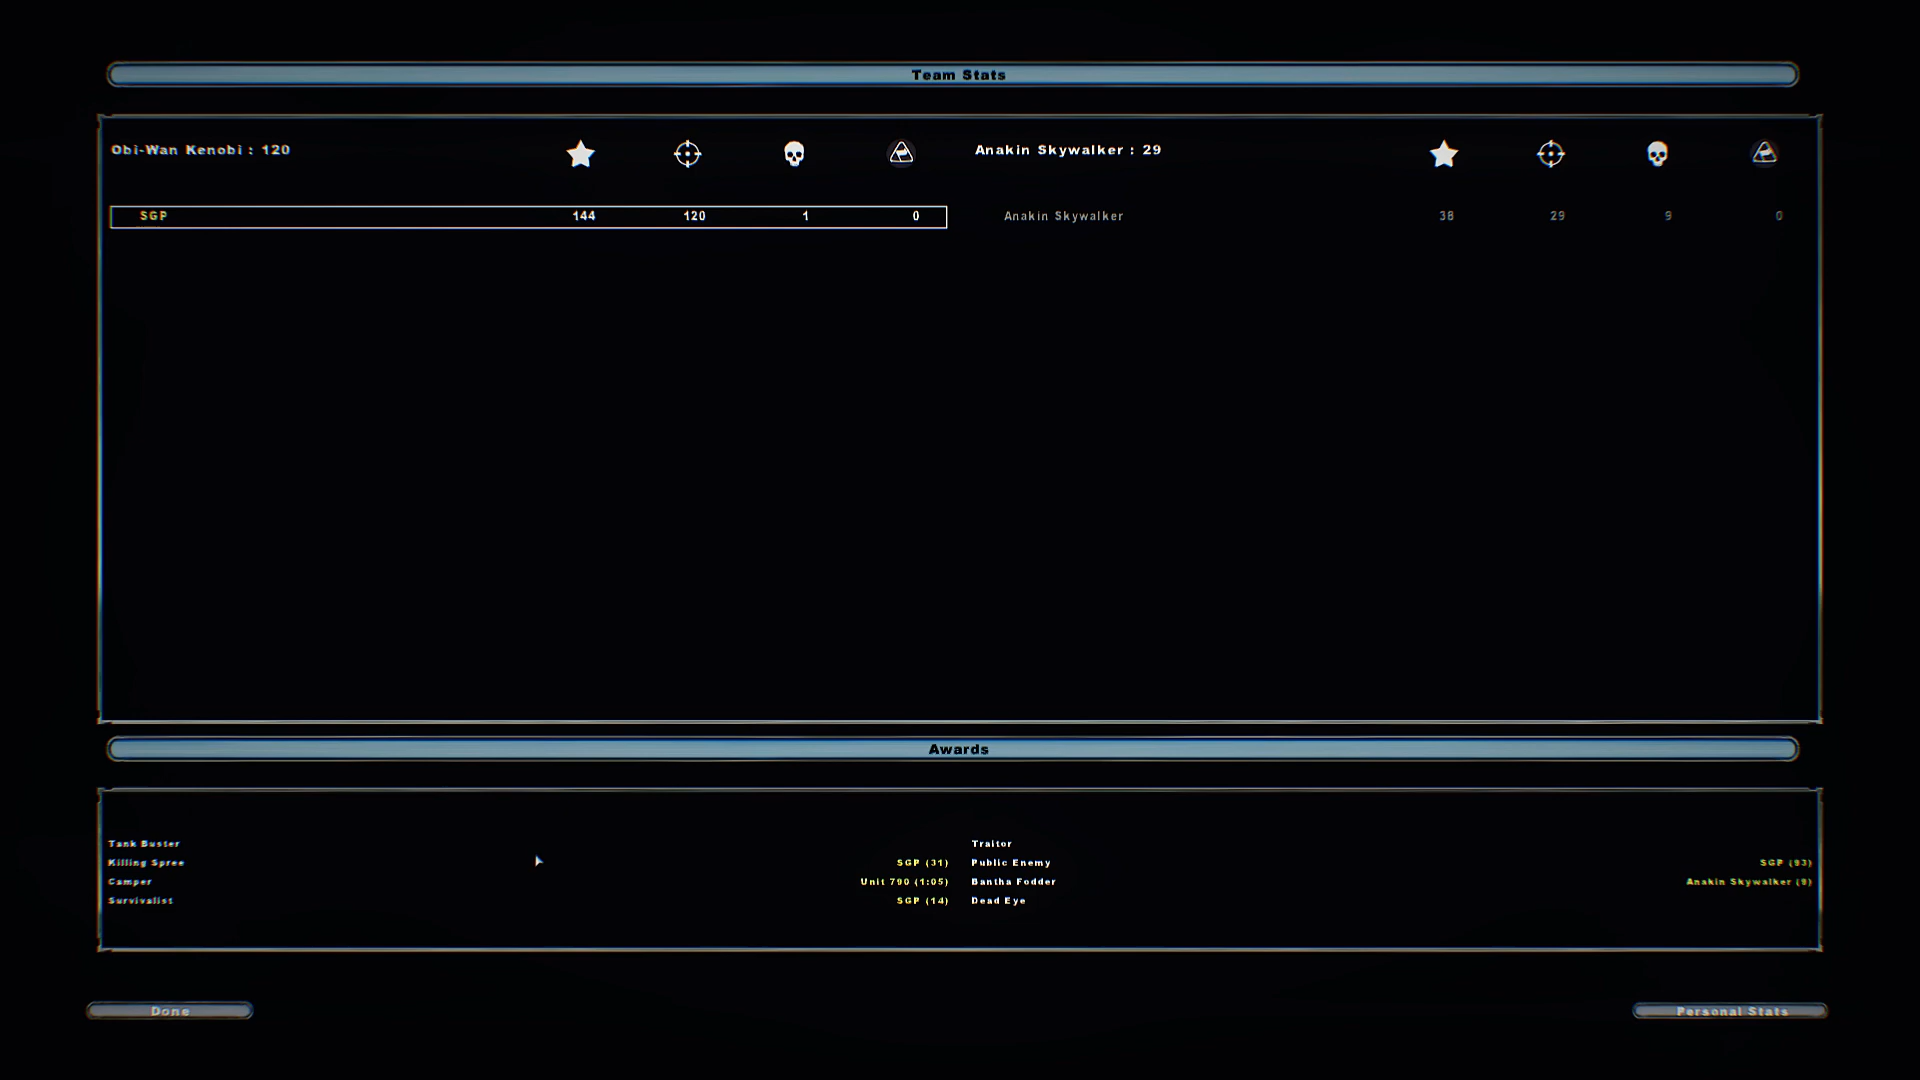 Team Stats
Obi-Wan Kenobi : 120
Anakin Skywalker : 29
SGP 144 120 1 0
Anakin Skywalker 38 29 9 0
Awards
Tank Buster
Killing Spree SGP (31)
Camper Unit 790 (1:05)
Survivalist SGP (14)
Traitor
Public Enemy SGP (93)
Bantha Fodder Anakin Skywalker (9)
Dead Eye
Done
Personal Stats